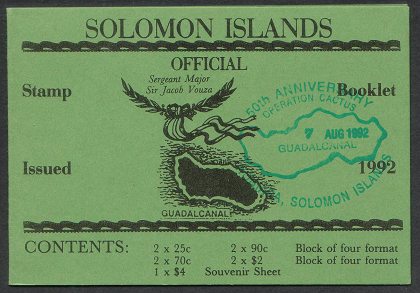 SOLOMON ISLANDS
OFFICIAL
Sergeant Major
Sir Jacob Vouza
Stamp
Booklet
50th ANNIVERSARY
OPERATION CACTUS
7 AUG 1992
GUADALCANAL
Issued
1992
A, SOLOMON ISLANDS
GUADALCANAL
CONTENTS:
2 x 25c 2 x 90c Block of four format
2 x 70c 2 x $2 Block of four format
1 x $4 Souvenir Sheet